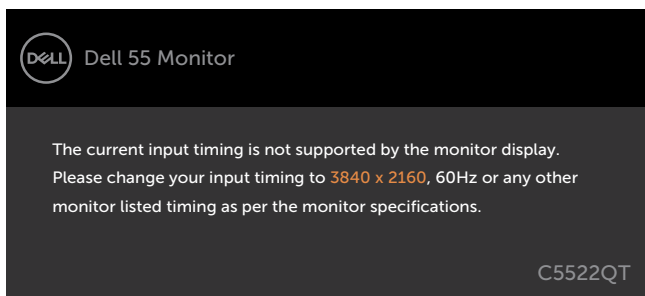 DELL Dell 55 Monitor
The current input timing is not supported by the monitor display.
Please change your input timing to 3840 x 2160, 60Hz or any other
monitor listed timing as per the monitor specifications.
C5522QT